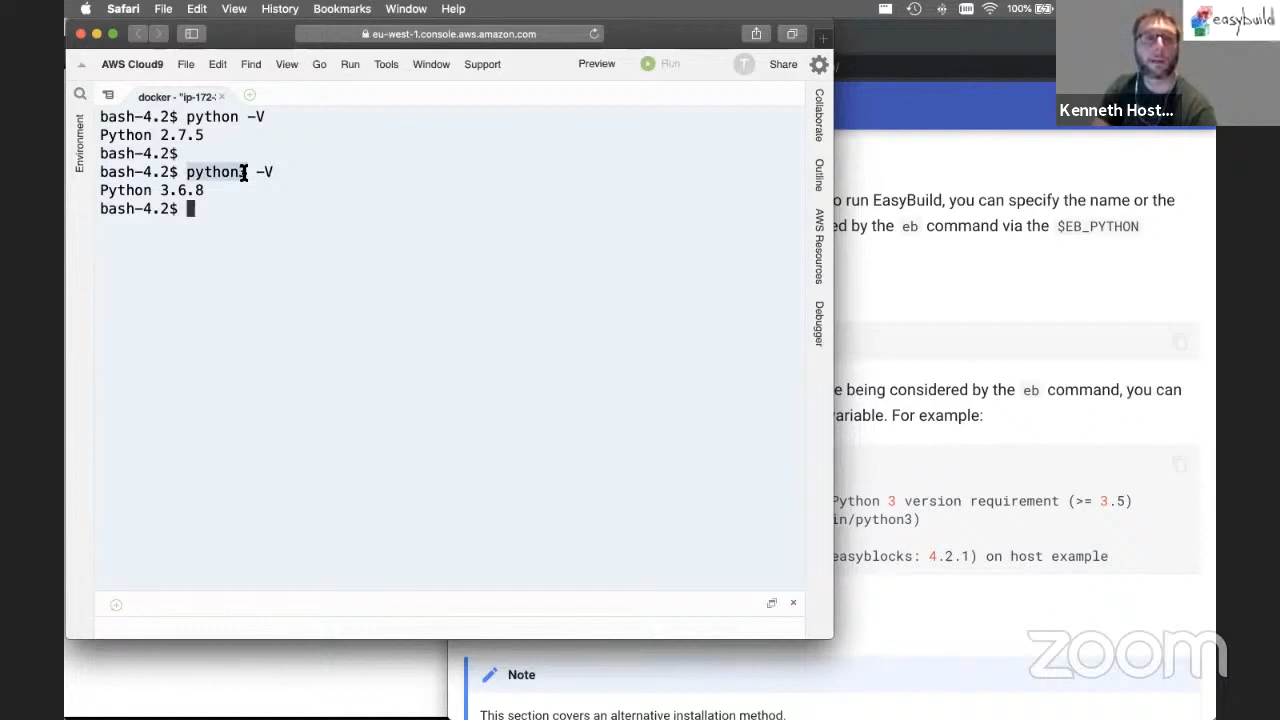 Safari File Edit View History Bookmarks Window Help
100%
eu-west-1.console.aws.amazon.com
AWS Cloud9 File Edit Find View Go Run Tools Window Support Preview Run T Share
docker - "ip-172-
Environment
bash-4.2$ python -V
Python 2.7.5
bash-4.2$
bash-4.2$ python3 -V
Python 3.6.8
bash-4.2$
Collaborate
Outline
AWS Resources
Debugger
Kenneth Host...
easybuild
o run EasyBuild, you can specify the name or the
ed by the eb command via the $EB_PYTHON
e being considered by the eb command, you can
variable. For example:
Python 3 version requirement (>= 3.5)
in/python3)
easyblocks: 4.2.1) on host example
zoom
Note
This section covers an alternative installation method.